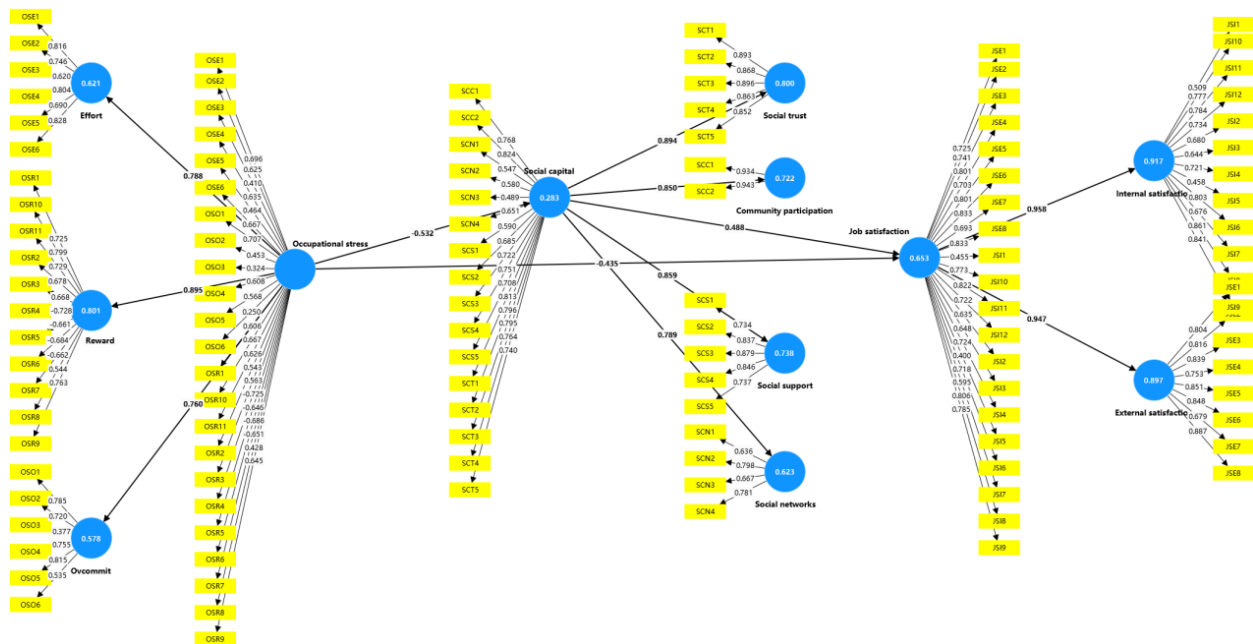 OSE1
OSE2
OSE3
OSE4
OSE5
OSE6
0.816
0.746
0.620
0.804
0.690
0.828
0.621
Effort
OSR1
OSR10
OSR11
OSR2
OSR3
OSR4
OSR5
OSR6
OSR7
OSR8
OSR9
0.725
0.799
0.729
0.678
0.668
-0.728
-0.661
-0.684
-0.662
0.544
0.763
0.801
Reward
OSO1
OSO2
OSO3
OSO4
OSO5
OSO6
0.785
0.720
0.377
0.755
0.815
0.535
0.578
Ovcommit
0.788
0.895
0.760
OSE1
OSE2
OSE3
OSE4
OSE5
OSE6
OSO1
OSO2
OSO3
OSO4
OSO5
OSO6
OSR1
OSR10
OSR11
OSR2
OSR3
OSR4
OSR5
OSR6
OSR7
OSR8
OSR9
0.696
0.625
0.410
0.635
0.464
0.667
0.707
0.453
0.324
0.608
0.568
0.250
0.606
0.667
0.626
0.543
0.563
-0.725
-0.646
-0.686
-0.651
0.428
0.645
Occupational stress
-0.532
-0.435
SCC1
SCC2
SCN1
SCN2
SCN3
SCN4
SCS1
SCS2
SCS3
SCS4
SCS5
SCT1
SCT2
SCT3
SCT4
SCT5
0.768
0.824
0.547
0.580
0.489
0.651
0.590
0.685
0.722
0.751
0.708
0.813
0.796
0.795
0.764
0.740
Social capital
0.283
0.894
0.850
0.488
0.859
0.789
SCT1
SCT2
SCT3
SCT4
SCT5
0.893
0.868
0.896
0.863
0.852
0.800
Social trust
SCC1
SCC2
0.934
0.943
0.722
Community participation
SCS1
SCS2
SCS3
SCS4
SCS5
0.734
0.837
0.879
0.846
0.737
0.738
Social support
SCN1
SCN2
SCN3
SCN4
0.636
0.798
0.667
0.781
0.623
Social networks
Job satisfaction
0.653
JSE1
JSE2
JSE3
JSE4
JSE5
JSE6
JSE7
JSE8
JSI1
JSI10
JSI11
JSI12
JSI2
JSI3
JSI4
JSI5
JSI6
JSI7
JSI8
JSI9
0.725
0.741
0.801
0.703
0.801
0.833
0.693
0.833
0.455
0.773
0.822
0.722
0.635
0.648
0.724
0.400
0.718
0.595
0.806
0.785
0.958
0.947
JSI1
JSI10
JSI11
JSI12
JSI2
JSI3
JSI4
JSI5
JSI6
JSI7
JSI9
0.509
0.777
0.784
0.734
0.680
0.644
0.721
0.458
0.803
0.676
0.861
0.841
0.917
Internal satisfactio
JSE1
JSE3
JSE4
JSE5
JSE6
JSE7
JSE8
0.804
0.816
0.839
0.753
0.851
0.848
0.679
0.887
0.897
External satisfactio